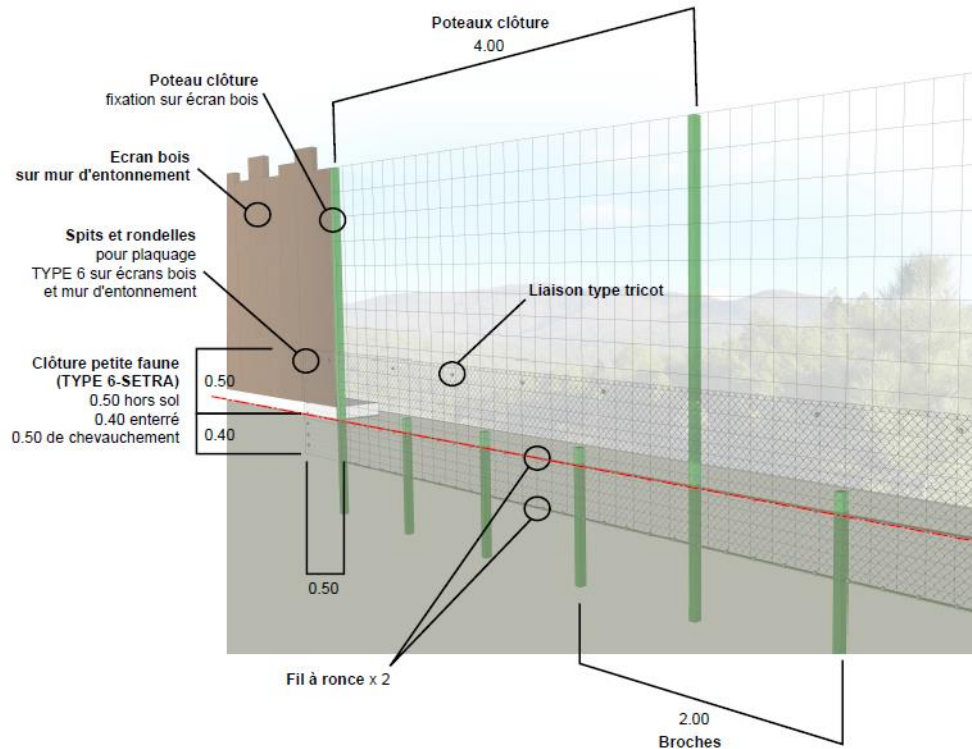 Poteaux clôture
4.00
Poteau clôture
fixation sur écran bois
Ecran bois
sur mur d'entonnement
Spits et rondelles
pour plaquage
TYPE 6 sur écrans bois
et mur d'entonnement
Liaison type tricot
Clôture petite faune
(TYPE 6-SETRA)
0.50 hors sol
0.40 enterré
0.50 de chevauchement
0.50
0.40
0.50
Fil à ronce x 2
2.00
Broches